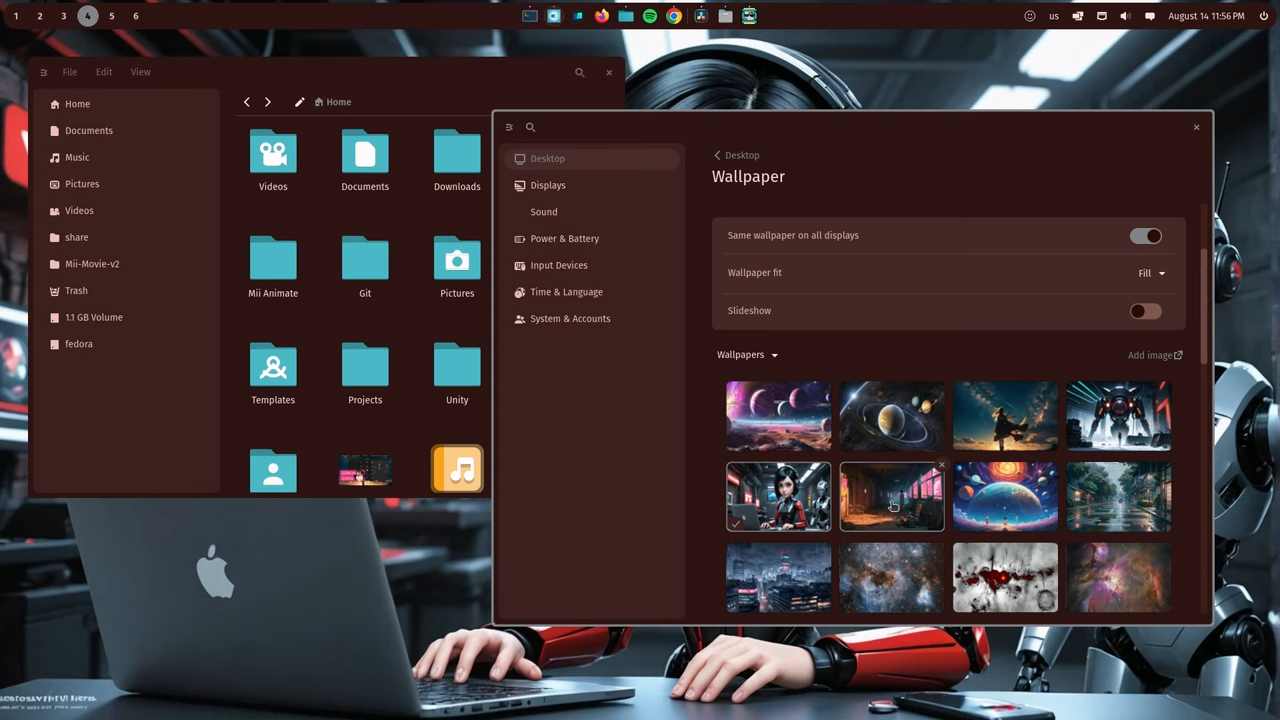 1 2 3 4 5 6
us
August 14 11:56 PM
File Edit View
Home
Home
Documents
Music
Pictures
Videos
share
Mii-Movie-v2
Trash
1.1 GB Volume
fedora
Videos Documents Downloads
Mii Animate Git Pictures
Templates Projects Unity
Desktop
Displays
Sound
Power & Battery
Input Devices
Time & Language
System & Accounts
Desktop
Wallpaper
Same wallpaper on all displays
Wallpaper fit Fill
Slideshow
Wallpapers Add image